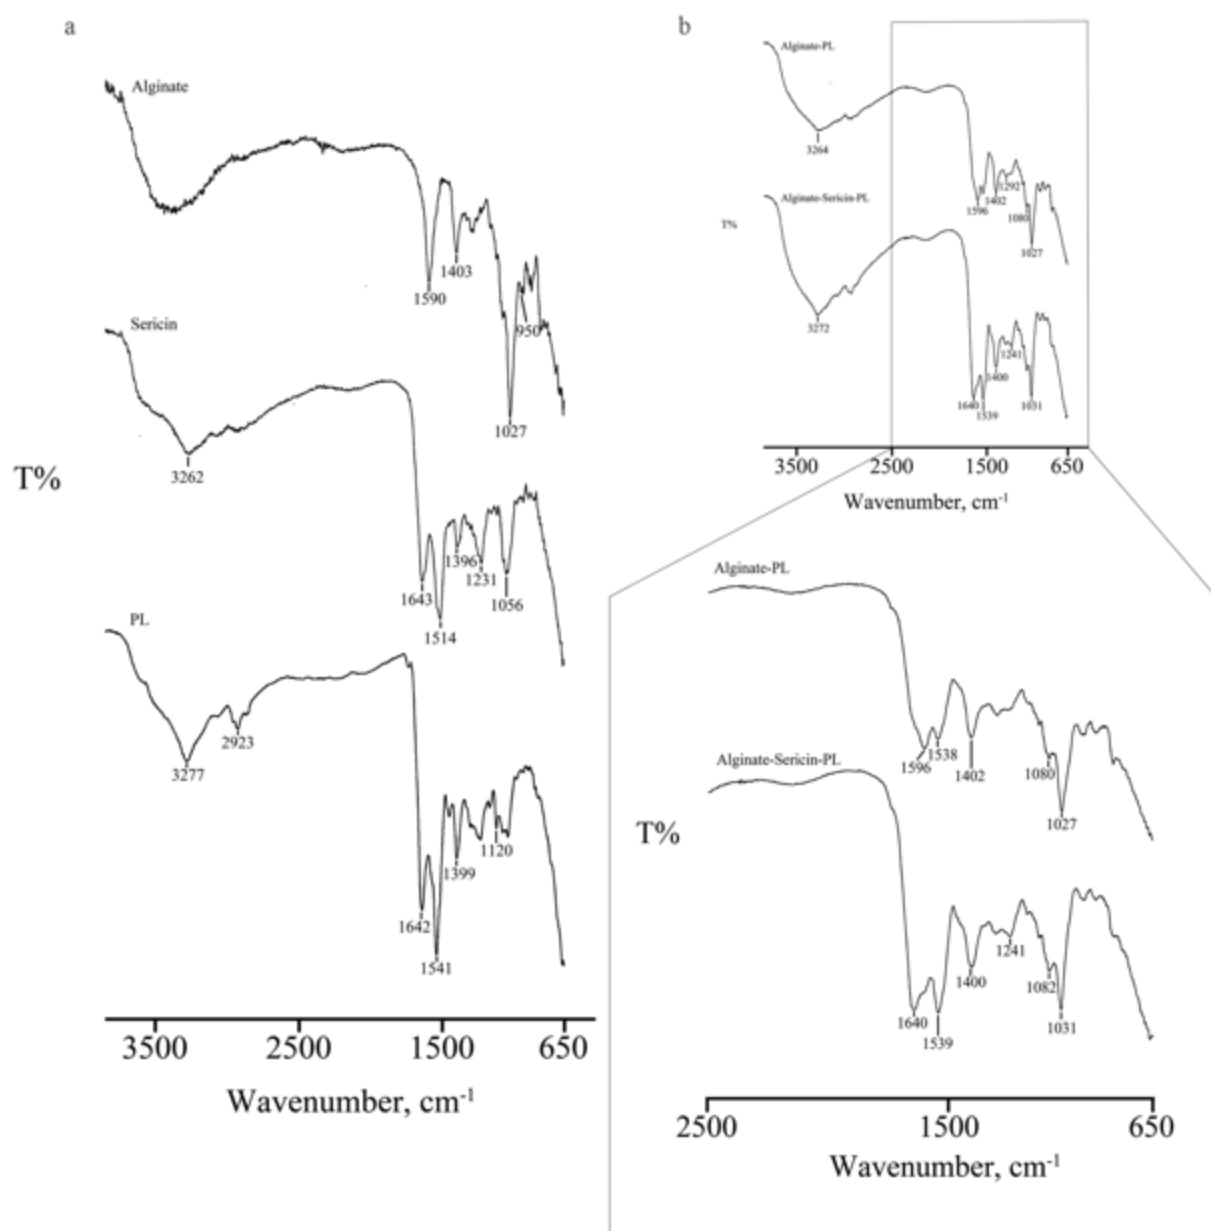 a
Alginate
1590
1403
950
1027
Sericin
3262
1643
1514
1396
1231
1056
T%
PL
3277
2923
1642
1541
1399
1120
3500 2500 1500 650
Wavenumber, cm-1
b
Alginate-PL
3264
1596
1402
1292
1080
1027
Alginate-Sericin-PL
T%
3272
1640
1539
1400
1241
1031
3500 2500 1500 650
Wavenumber, cm-1
Alginate-PL
1596
1538
1402
1080
1027
Alginate-Sericin-PL
T%
1640
1539
1400
1241
1082
1031
2500 1500 650
Wavenumber, cm-1